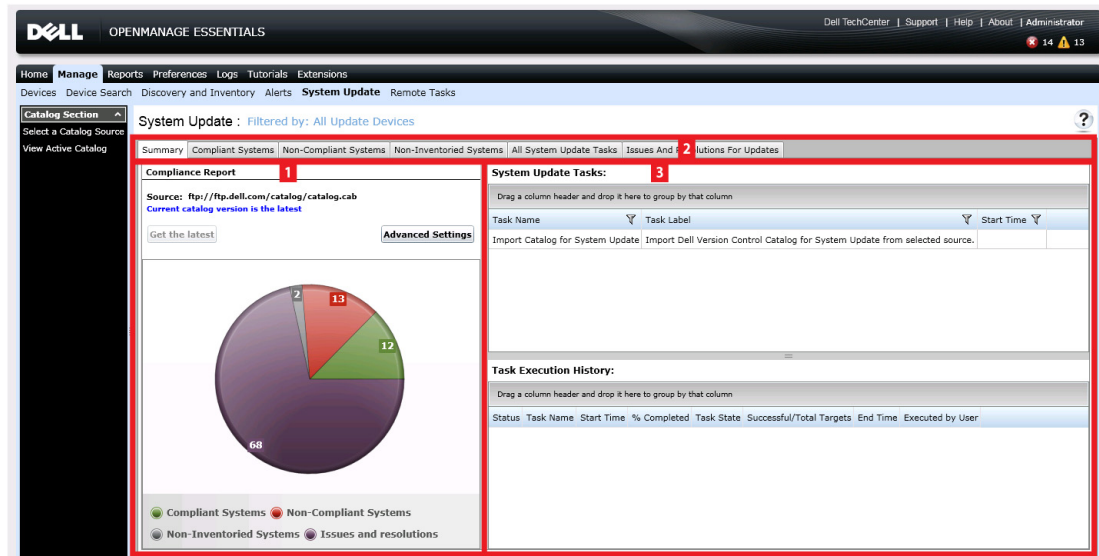 DELL OPENMANAGE ESSENTIALS
Dell TechCenter | Support | Help | About | Administrator
14 13
Home Manage Reports Preferences Logs Tutorials Extensions
Devices Device Search Discovery and Inventory Alerts System Update Remote Tasks
Catalog Section
Select a Catalog Source
View Active Catalog
System Update : Filtered by: All Update Devices
?
Summary Compliant Systems Non-Compliant Systems Non-Inventoried Systems All System Update Tasks Issues And R 2 lutions For Updates
Compliance Report 1
Source: ftp://ftp.dell.com/catalog/catalog.cab
Current catalog version is the latest
Get the latest Advanced Settings
2
13
12
68
Compliant Systems Non-Compliant Systems
Non-Inventoried Systems Issues and resolutions
System Update Tasks: 3
Drag a column header and drop it here to group by that column
Task Name Task Label Start Time
Import Catalog for System Update Import Dell Version Control Catalog for System Update from selected source.
Task Execution History:
Drag a column header and drop it here to group by that column
Status Task Name Start Time % Completed Task State Successful/Total Targets End Time Executed by User